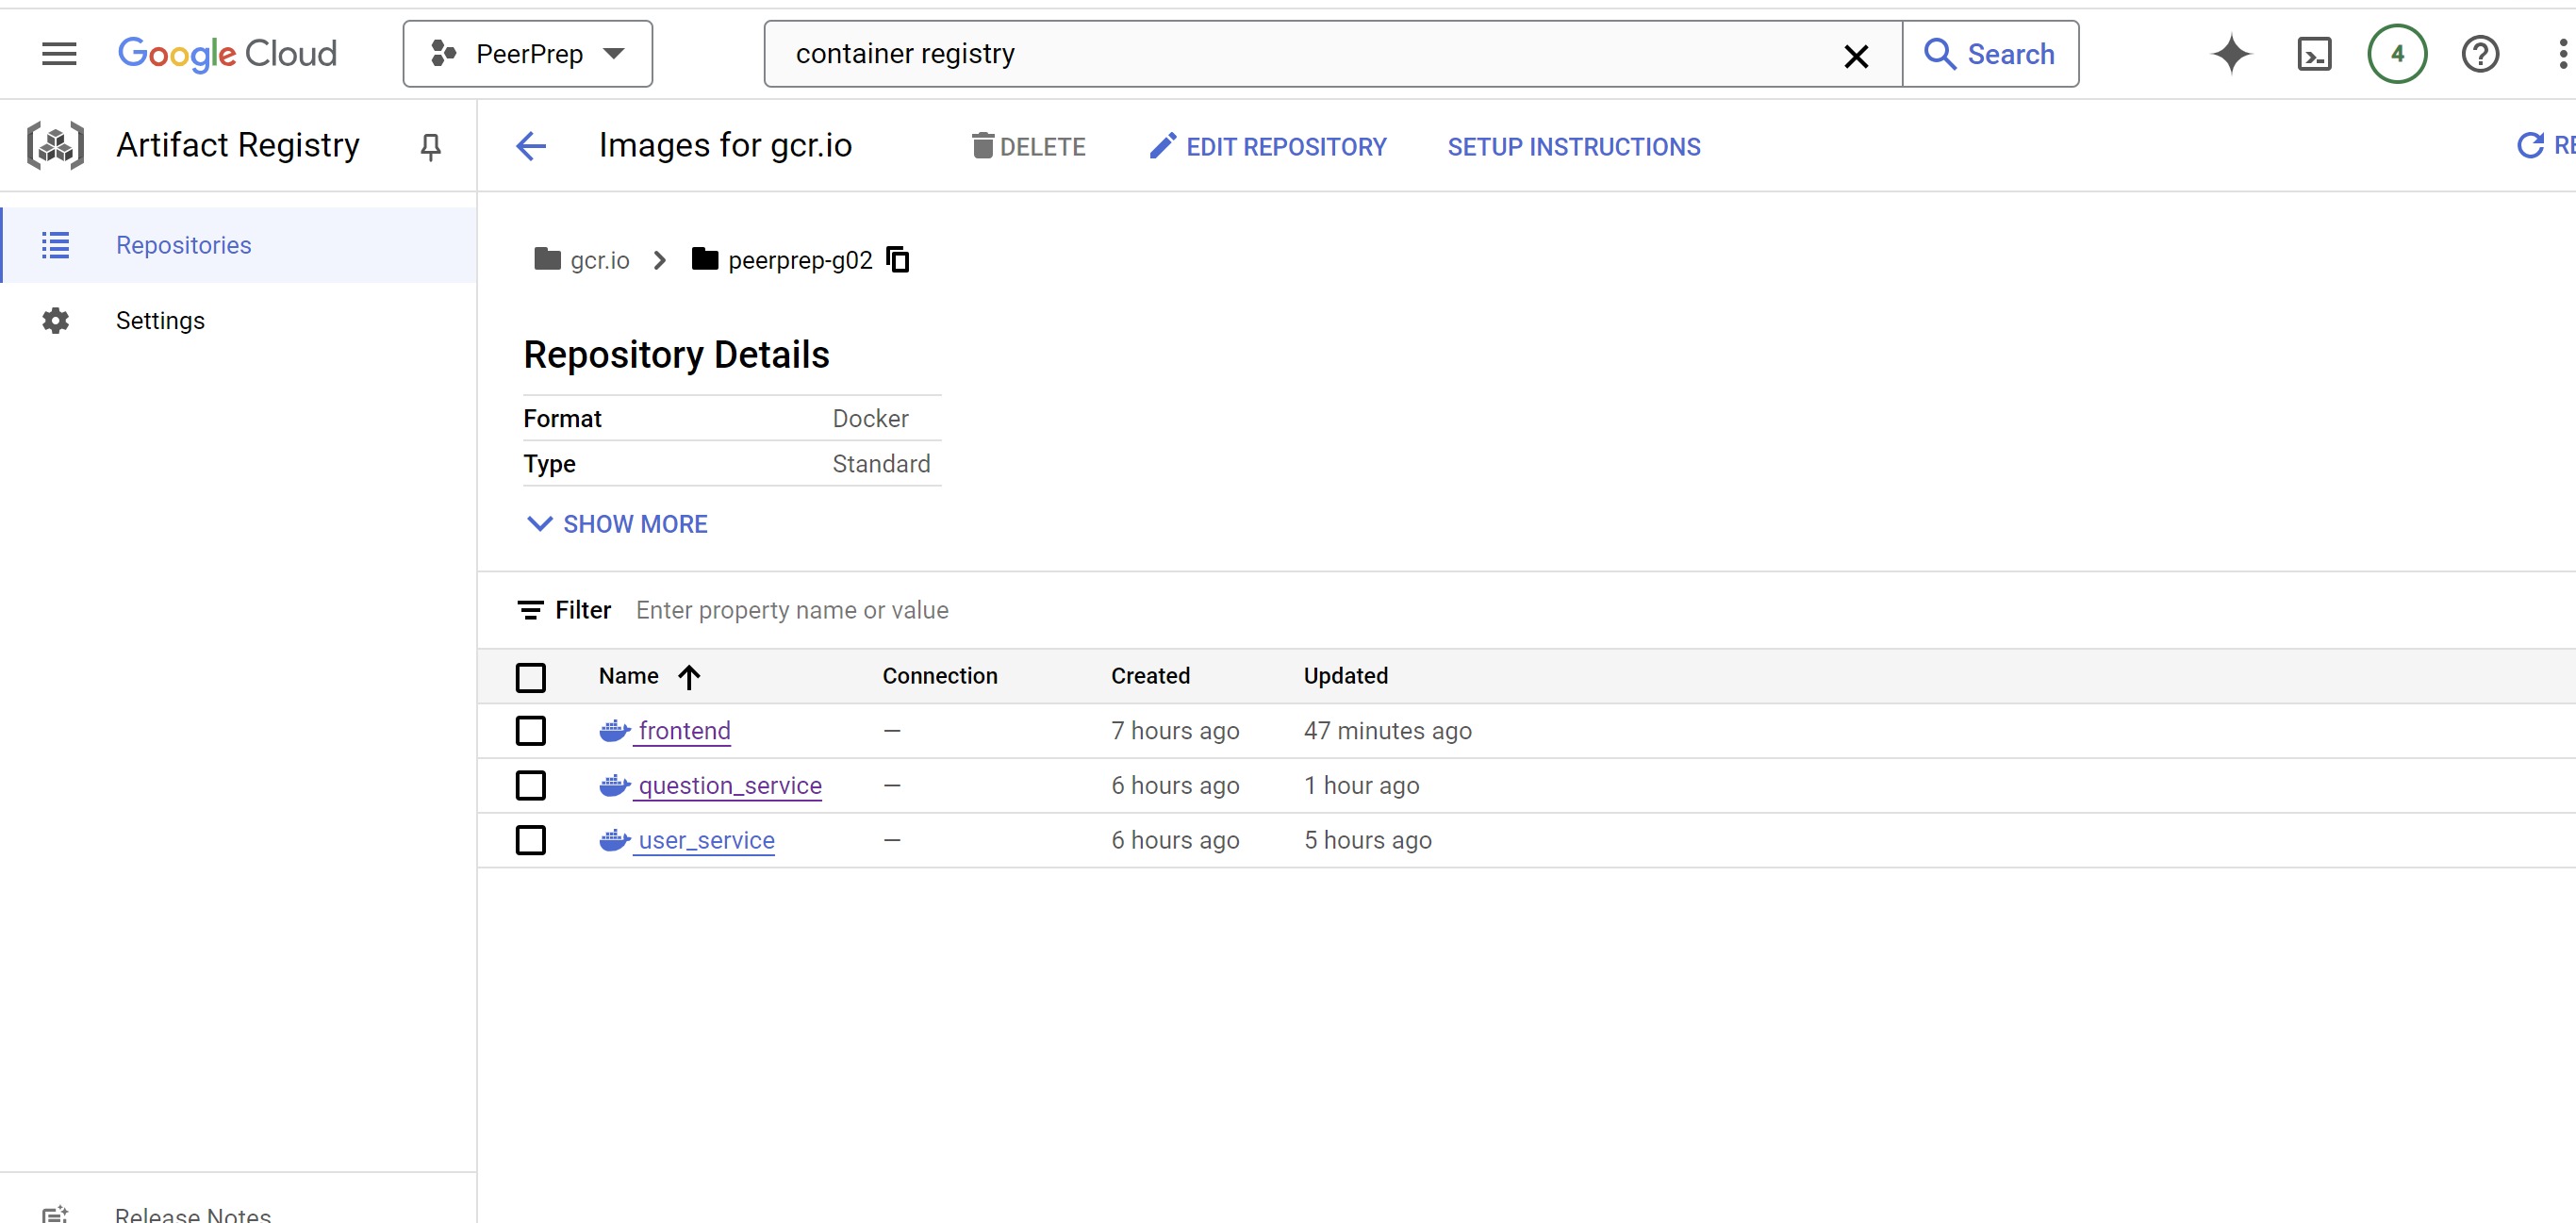 Google Cloud
PeerPrep
container registry
Search
4
Artifact Registry
Images for gcr.io
DELETE
EDIT REPOSITORY
SETUP INSTRUCTIONS
RE
Repositories
Settings
gcr.io
peerprep-g02
Repository Details
Format Docker
Type Standard
SHOW MORE
Filter Enter property name or value
Name Connection Created Updated
frontend — 7 hours ago 47 minutes ago
question_service — 6 hours ago 1 hour ago
user_service — 6 hours ago 5 hours ago
Release Notes